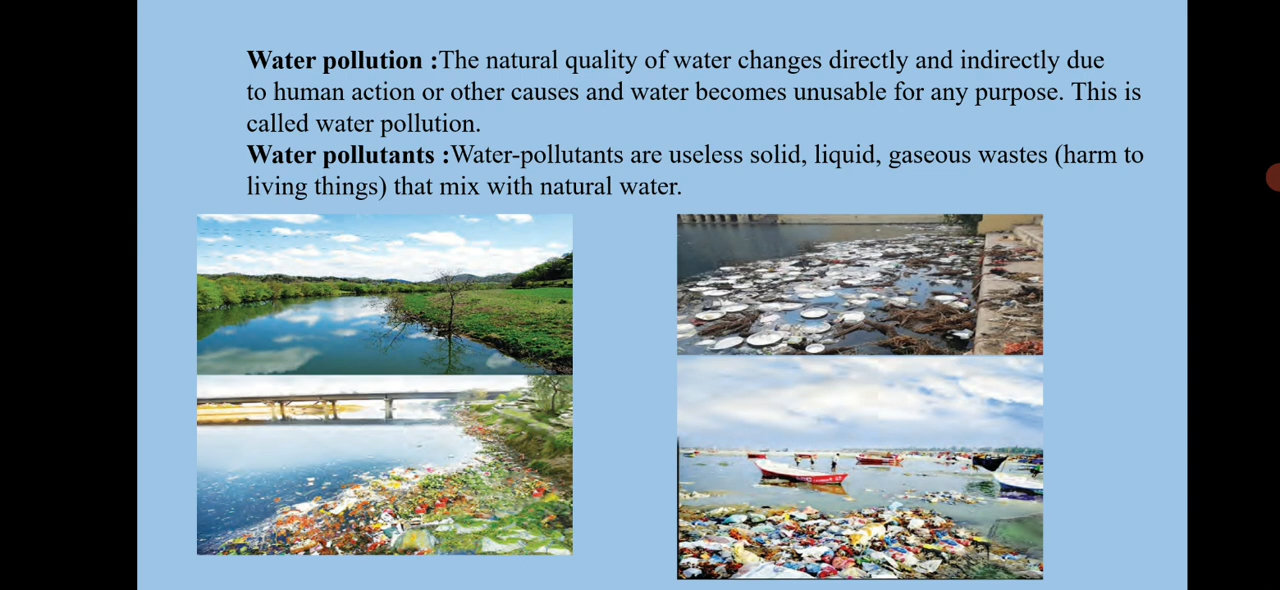 Water pollution :The natural quality of water changes directly and indirectly due
to human action or other causes and water becomes unusable for any purpose. This is
called water pollution.
Water pollutants :Water-pollutants are useless solid, liquid, gaseous wastes (harm to
living things) that mix with natural water.